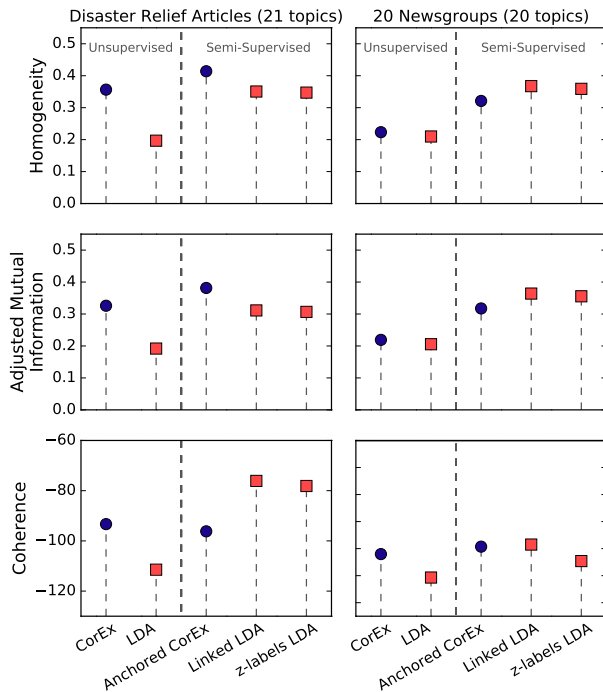 Disaster Relief Articles (21 topics)
20 Newsgroups (20 topics)
Unsupervised
Semi-Supervised
Unsupervised
Semi-Supervised
Homogeneity
0.5
0.4
0.3
0.2
0.1
0.0
Adjusted Mutual
Information
0.5
0.4
0.3
0.2
0.1
0.0
Coherence
−60
−80
−100
−120
CorEx
LDA
Anchored CorEx
Linked LDA
z-labels LDA
CorEx
LDA
Anchored CorEx
Linked LDA
z-labels LDA